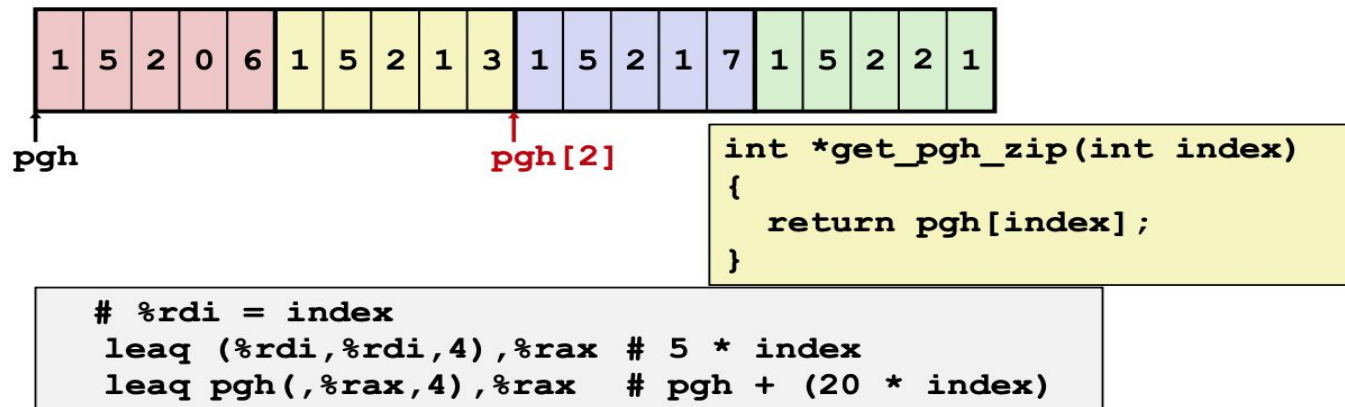 1 5 2 0 6 1 5 2 1 3 1 5 2 1 7 1 5 2 2 1
pgh
pgh[2]
int *get_pgh_zip(int index)
{
return pgh[index];
}
# %rdi = index
leaq (%rdi,%rdi,4),%rax # 5 * index
leaq pgh(,%rax,4),%rax # pgh + (20 * index)